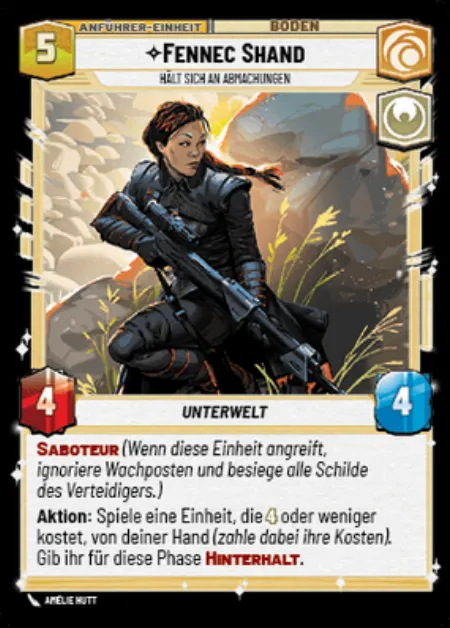 5
ANFÜHRER-EINHEIT
BODEN
FENNEC SHAND
HÄLT SICH AN ABMACHUNGEN
4
UNTERWELT
4
SABOTEUR (Wenn diese Einheit angreift,
ignoriere Wachposten und besiege alle Schilde
des Verteidigers.)
Aktion: Spiele eine Einheit, die 4 oder weniger
kostet, von deiner Hand (zahle dabei ihre Kosten).
Gib ihr für diese Phase HINTERHALT.
AMÉLIE HUTT